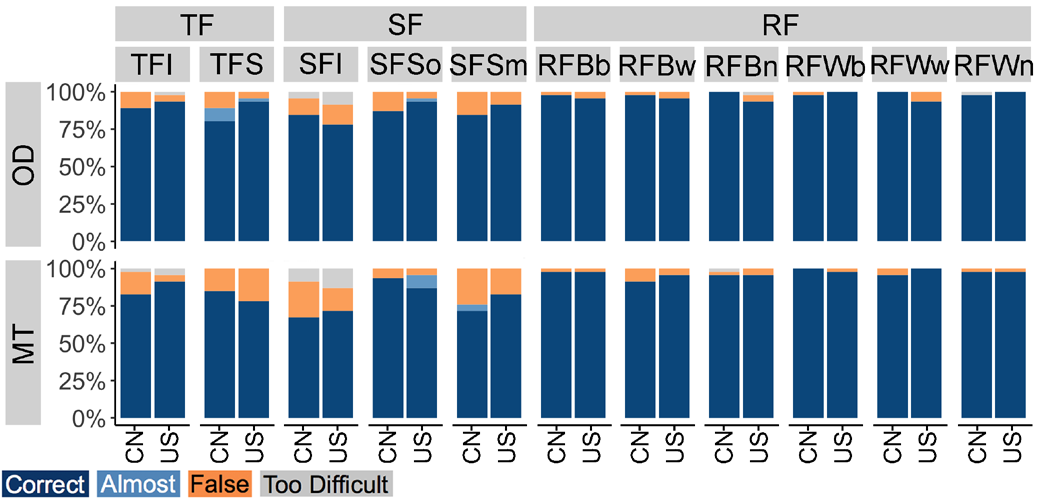 TF SF RF
TFI TFS SFI SFSo SFSm RFBb RFBw RFBn RFWb RFWw RFWn
OD
100%
75%
50%
25%
0%
MT
100%
75%
50%
25%
0%
CN US CN US CN US CN US CN US CN US CN US CN US CN US CN US CN US
Correct Almost False Too Difficult